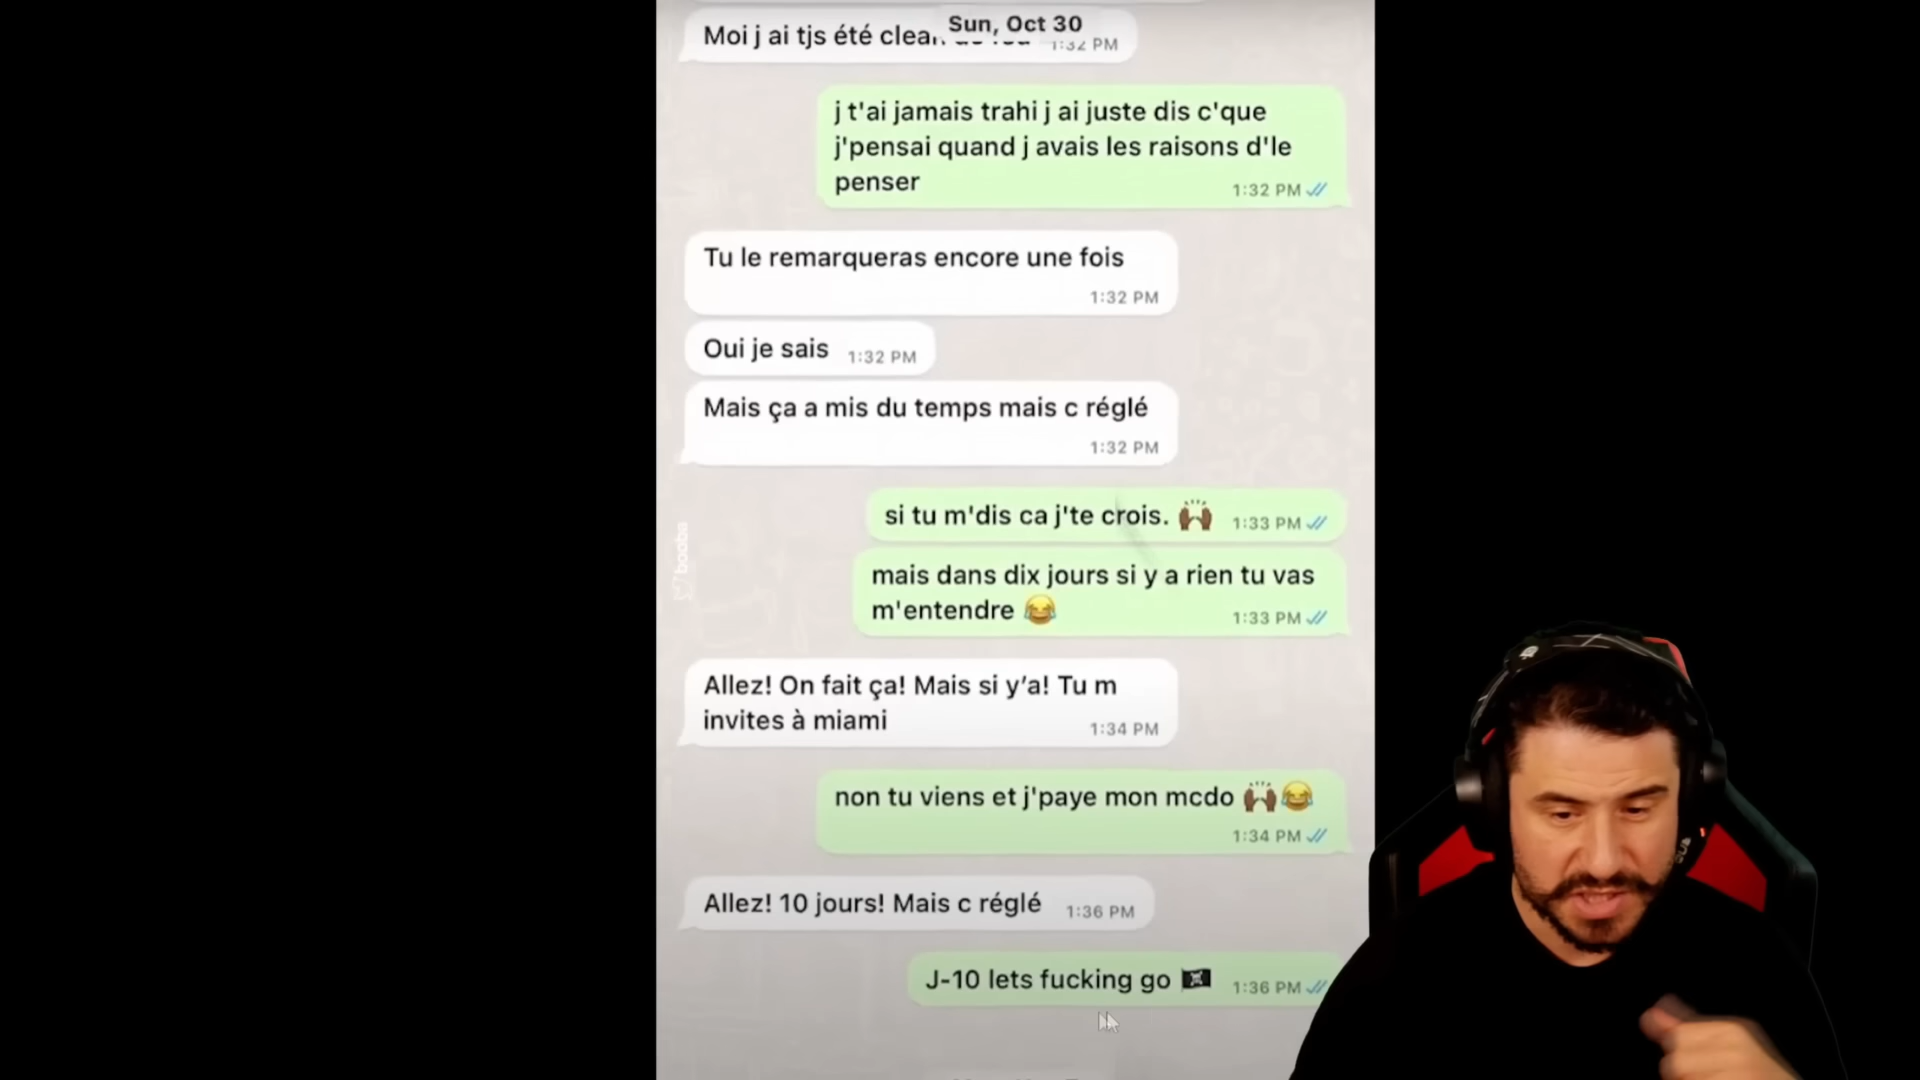 Sun, Oct 30
Moi j ai tjs été clean 1:32 PM
j t'ai jamais trahi j ai juste dis c'que
j'pensai quand j avais les raisons d'le
penser 1:32 PM
Tu le remarqueras encore une fois
1:32 PM
Oui je sais 1:32 PM
Mais ça a mis du temps mais c réglé
1:32 PM
si tu m'dis ca j'te crois. 🙌🏾 1:33 PM
booba
mais dans dix jours si y a rien tu vas
m'entendre 😂 1:33 PM
Allez! On fait ça! Mais si y’a! Tu m
invites à miami 1:34 PM
non tu viens et j'paye mon mcdo 🙌🏾😂
1:34 PM
Allez! 10 jours! Mais c réglé 1:36 PM
J-10 lets fucking go 🏴‍☠️ 1:36 PM